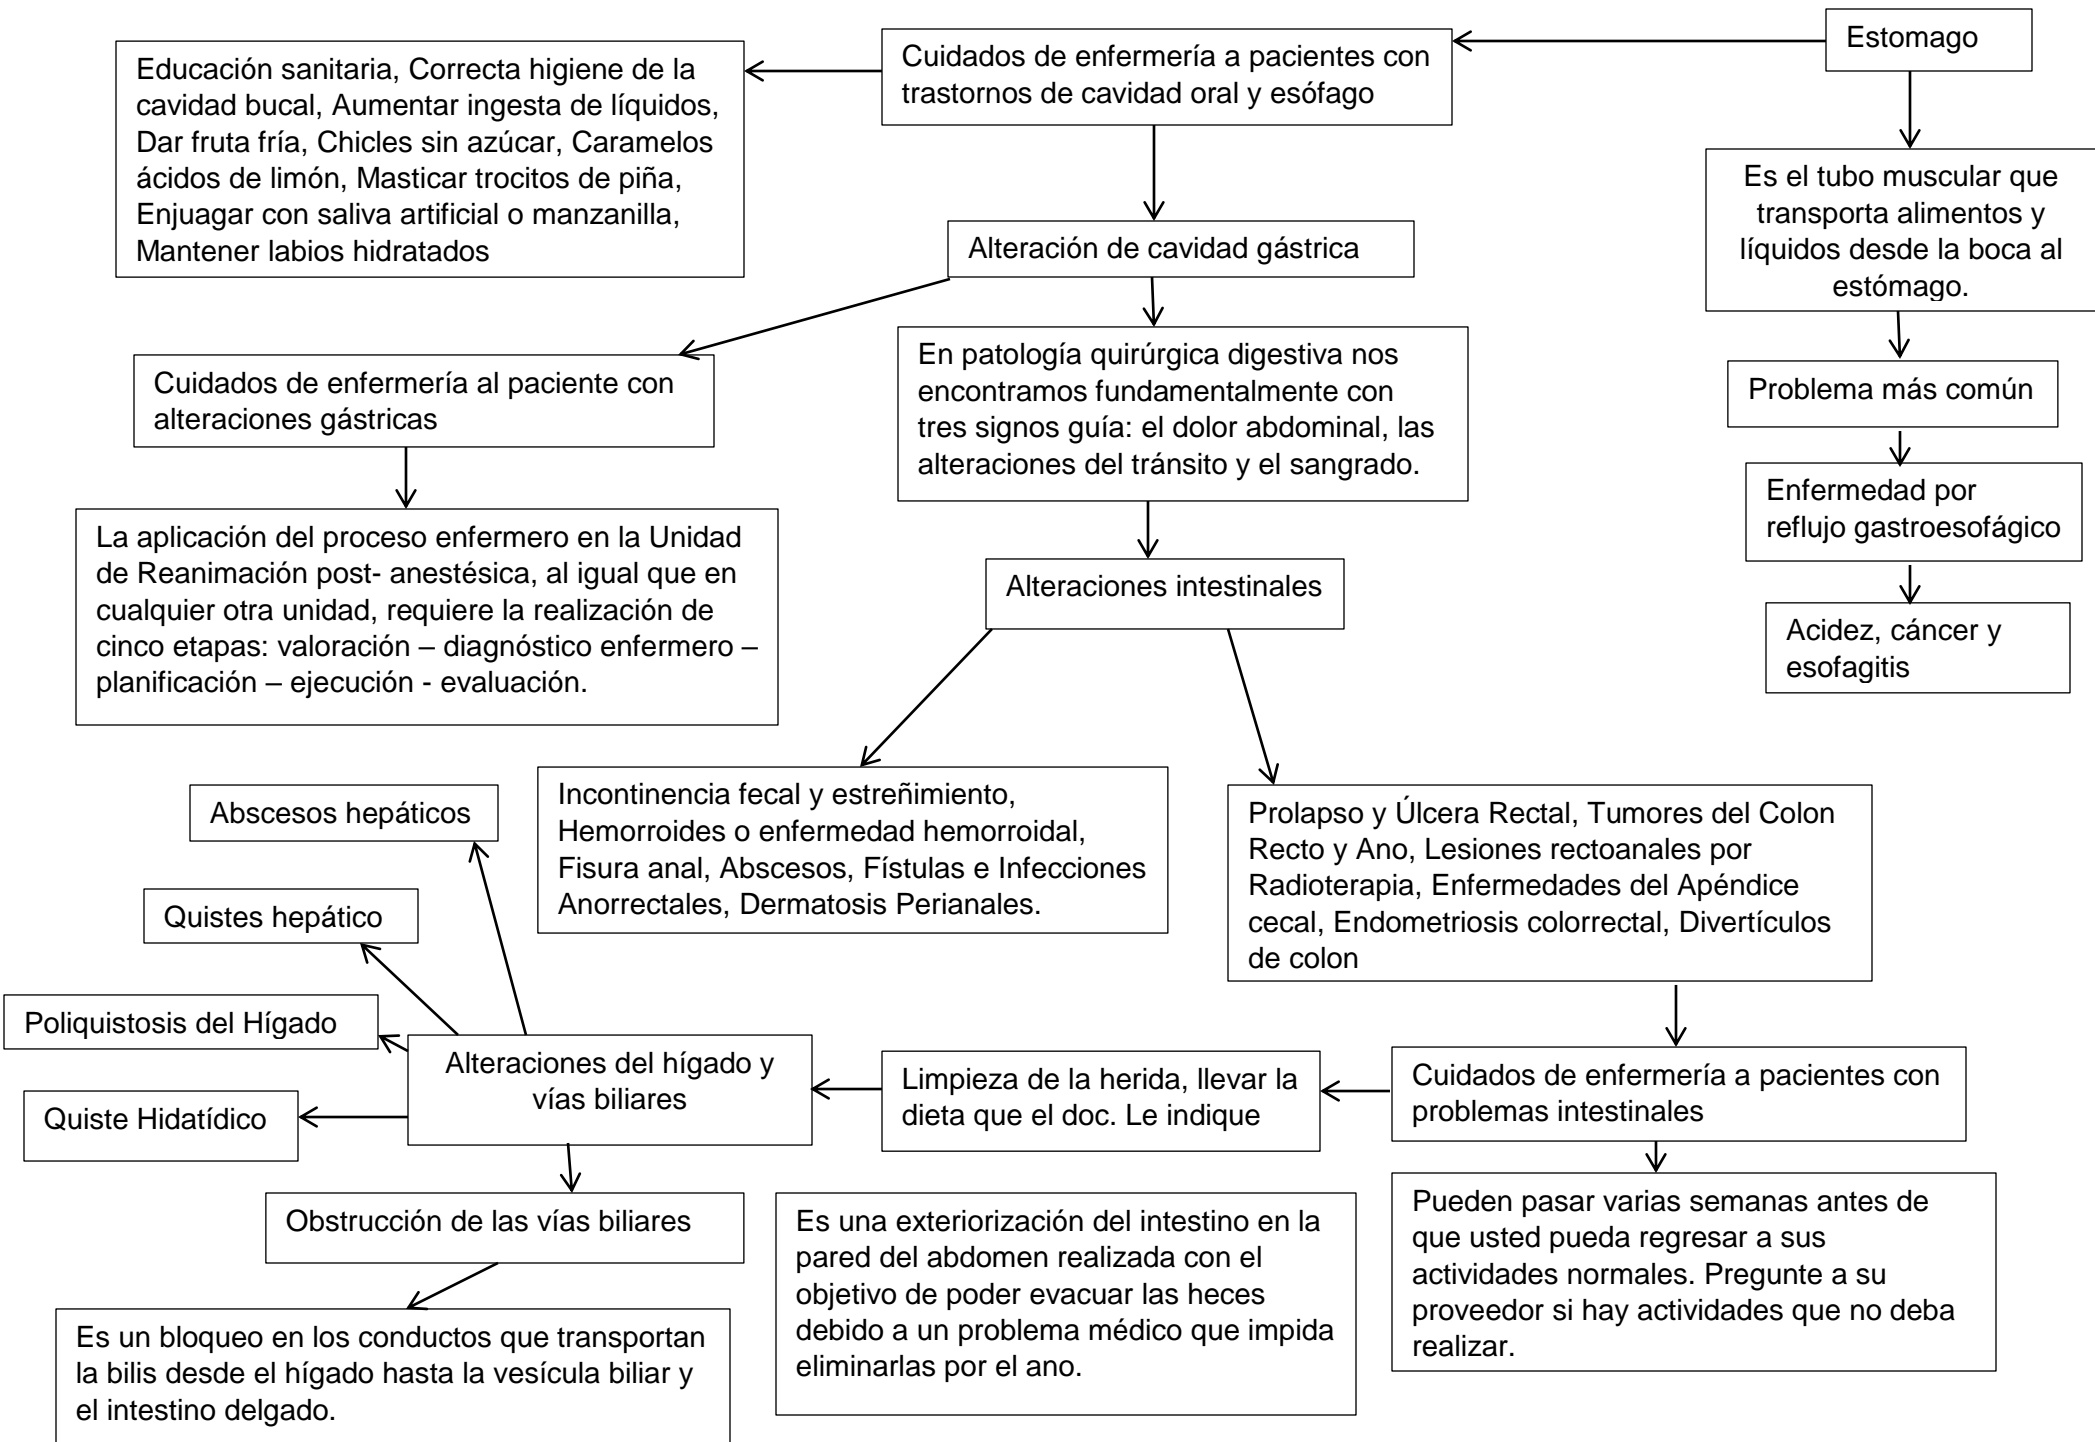 Estomago
Cuidados de enfermería a pacientes con
trastornos de cavidad oral y esófago
Educación sanitaria, Correcta higiene de la
cavidad bucal, Aumentar ingesta de líquidos,
Dar fruta fría, Chicles sin azúcar, Caramelos
ácidos de limón, Masticar trocitos de piña,
Enjuagar con saliva artificial o manzanilla,
Mantener labios hidratados
Es el tubo muscular que
transporta alimentos y
líquidos desde la boca al
estómago.
Alteración de cavidad gástrica
Problema más común
En patología quirúrgica digestiva nos
encontramos fundamentalmente con
tres signos guía: el dolor abdominal, las
alteraciones del tránsito y el sangrado.
Cuidados de enfermería al paciente con
alteraciones gástricas
Enfermedad por
reflujo gastroesofágico
La aplicación del proceso enfermero en la Unidad
de Reanimación post- anestésica, al igual que en
cualquier otra unidad, requiere la realización de
cinco etapas: valoración – diagnóstico enfermero –
planificación – ejecución - evaluación.
Alteraciones intestinales
Acidez, cáncer y
esofagitis
Incontinencia fecal y estreñimiento,
Hemorroides o enfermedad hemorroidal,
Fisura anal, Abscesos, Fístulas e Infecciones
Anorrectales, Dermatosis Perianales.
Prolapso y Úlcera Rectal, Tumores del Colon
Recto y Ano, Lesiones rectoanales por
Radioterapia, Enfermedades del Apéndice
cecal, Endometriosis colorrectal, Divertículos
de colon
Abscesos hepáticos
Quistes hepático
Poliquistosis del Hígado
Quiste Hidatídico
Alteraciones del hígado y
vías biliares
Limpieza de la herida, llevar la
dieta que el doc. Le indique
Cuidados de enfermería a pacientes con
problemas intestinales
Obstrucción de las vías biliares
Es una exteriorización del intestino en la
pared del abdomen realizada con el
objetivo de poder evacuar las heces
debido a un problema médico que impida
eliminarlas por el ano.
Pueden pasar varias semanas antes de
que usted pueda regresar a sus
actividades normales. Pregunte a su
proveedor si hay actividades que no deba
realizar.
Es un bloqueo en los conductos que transportan
la bilis desde el hígado hasta la vesícula biliar y
el intestino delgado.